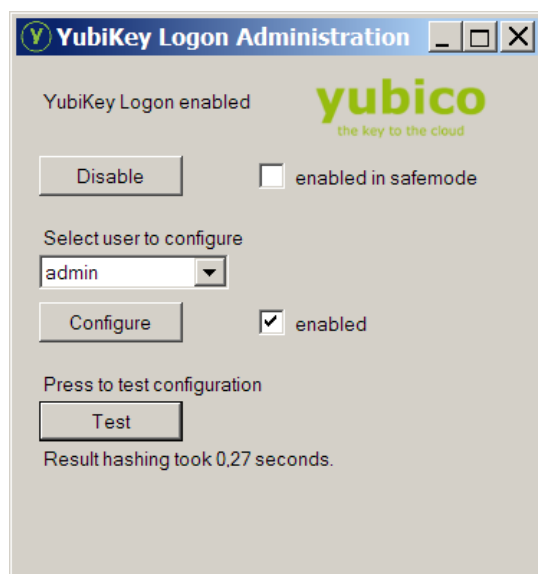 YubiKey Logon Administration
YubiKey Logon enabled
yubico
the key to the cloud
Disable
enabled in safemode
Select user to configure
admin
Configure
enabled
Press to test configuration
Test
Result hashing took 0,27 seconds.